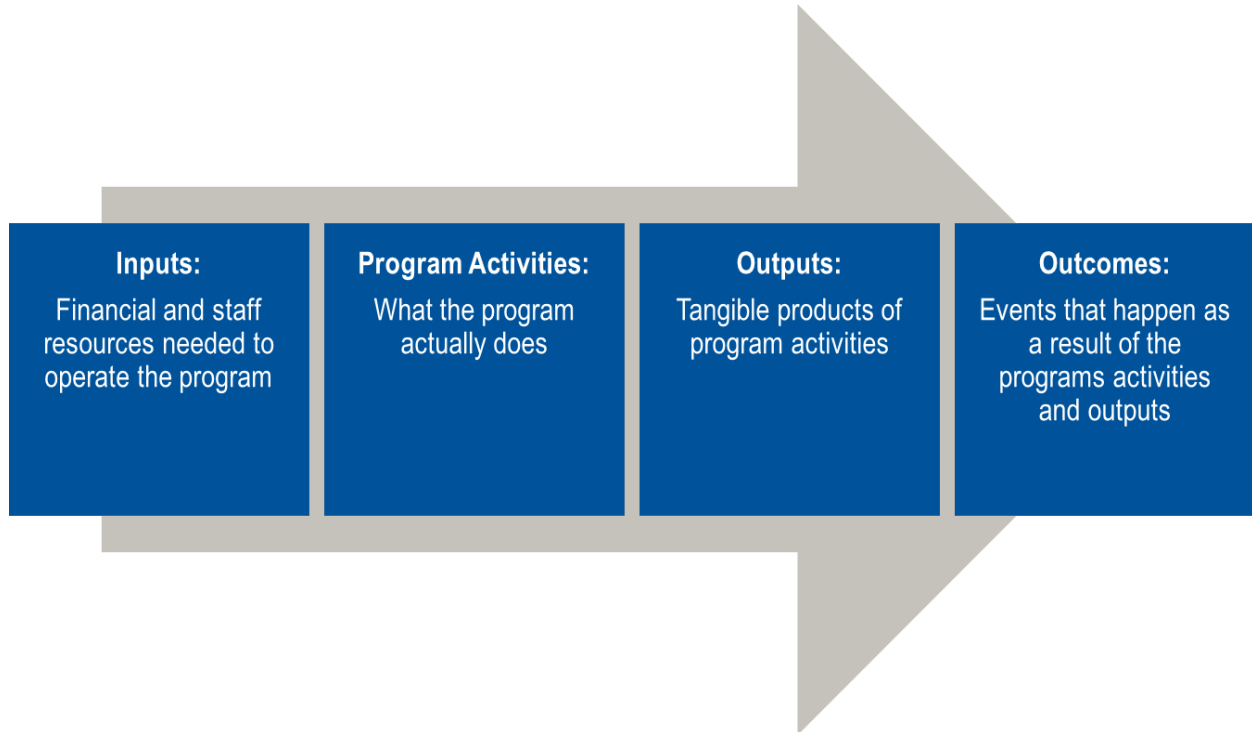 Inputs:
Financial and staff
resources needed to
operate the program
Program Activities:
What the program
actually does
Outputs:
Tangible products of
program activities
Outcomes:
Events that happen as
a result of the
programs activities
and outputs